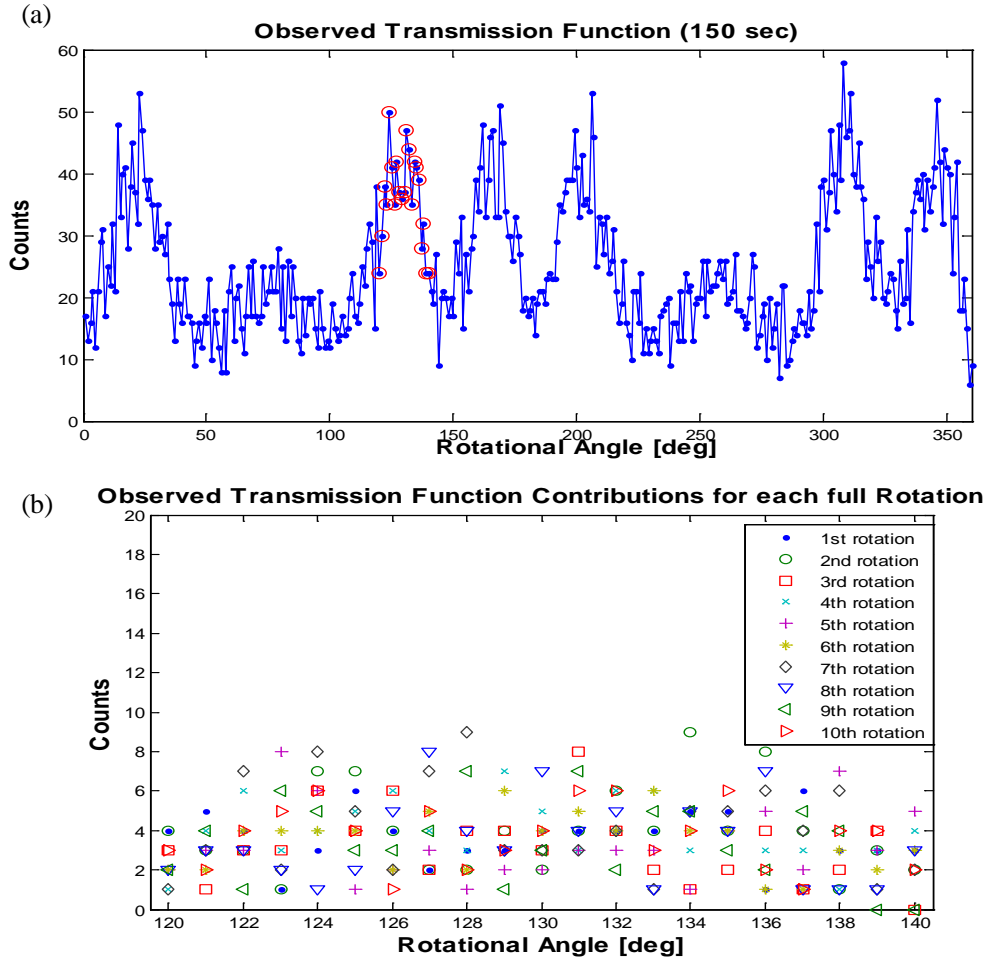 (a)
Observed Transmission Function (150 sec)
60
50
40
30
20
10
0
Counts
0 50 100 150 200 250 300 350
Rotational Angle [deg]
(b)
Observed Transmission Function Contributions for each full Rotation
20
18
16
14
12
10
8
6
4
2
0
Counts
1st rotation
2nd rotation
3rd rotation
4th rotation
5th rotation
6th rotation
7th rotation
8th rotation
9th rotation
10th rotation
120 122 124 126 128 130 132 134 136 138 140
Rotational Angle [deg]